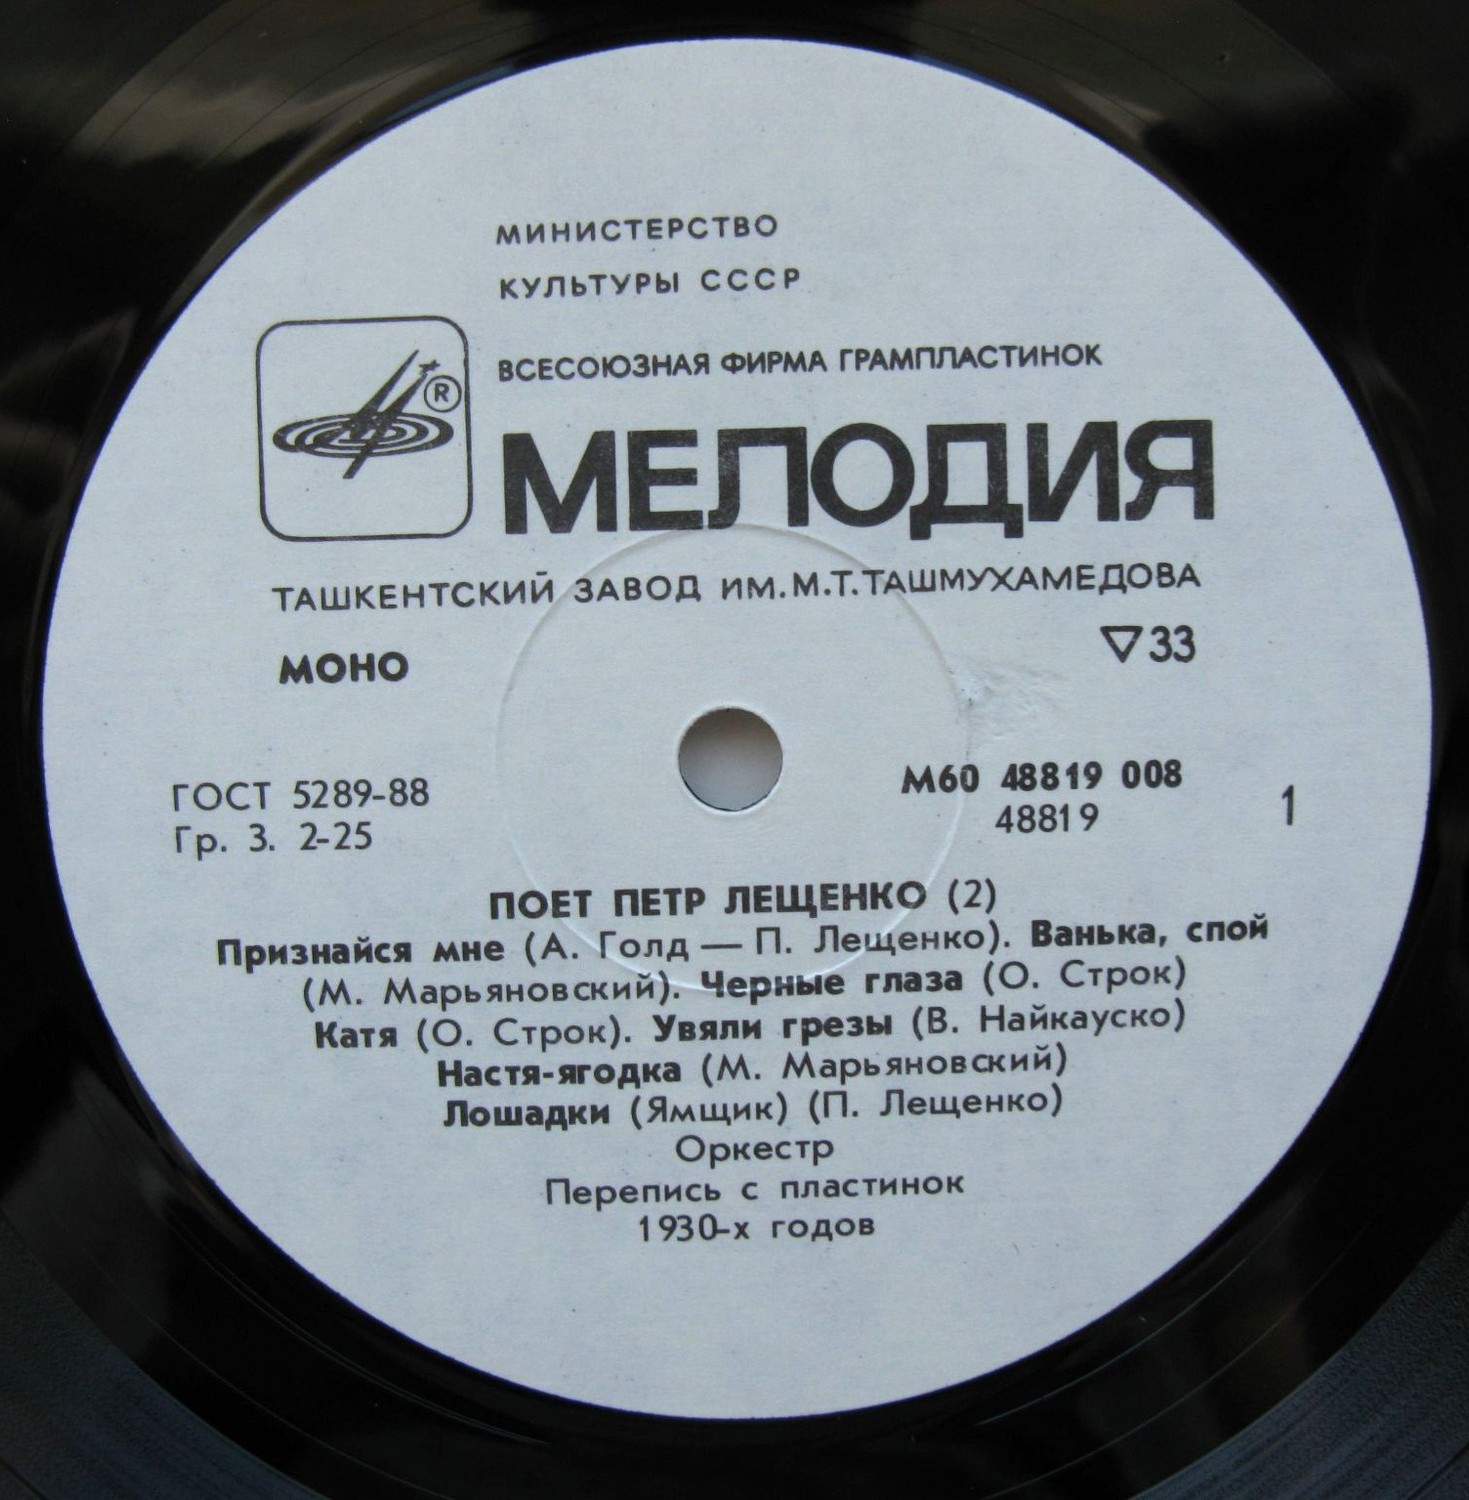 МИНИСТЕРСТВО
КУЛЬТУРЫ СССР
ВСЕСОЮЗНАЯ ФИРМА ГРАМПЛАСТИНОК
®
МЕЛОДИЯ
ТАШКЕНТСКИЙ ЗАВОД ИМ.М.Т.ТАШМУХАМЕДОВА
МОНО
▽33
ГОСТ 5289-88
Гр. 3. 2-25
М60 48819 008
48819
1
ПОЕТ ПЕТР ЛЕЩЕНКО (2)
Признайся мне (А. Голд — П. Лещенко). Ванька, спой
(М. Марьяновский). Черные глаза (О. Строк)
Катя (О. Строк). Увяли грезы (В. Найкауско)
Настя-ягодка (М. Марьяновский)
Лошадки (Ямщик) (П. Лещенко)
Оркестр
Перепись с пластинок
1930-х годов